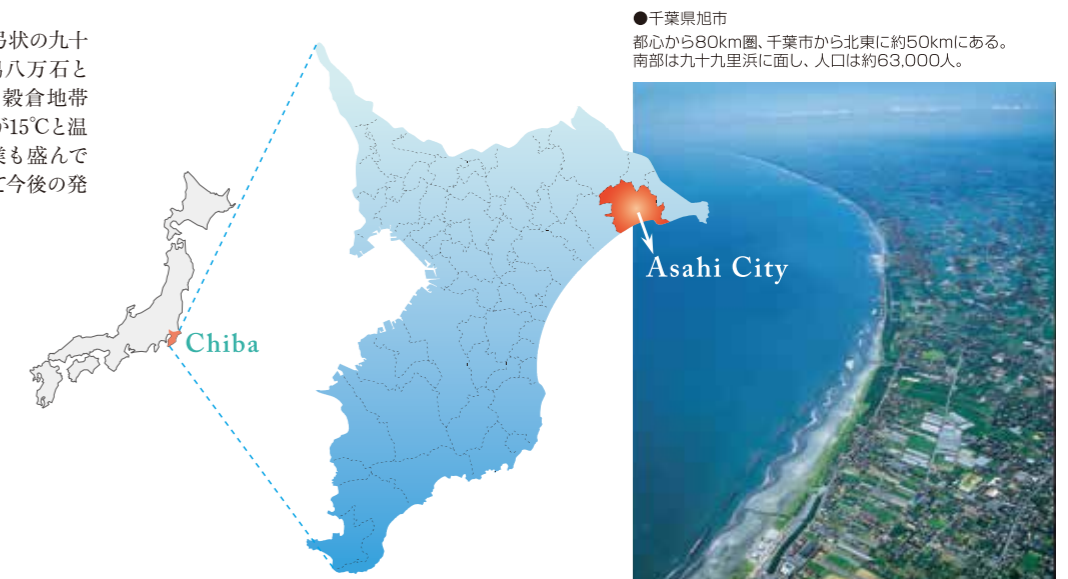 弓状の九十
八万石と
穀倉地帯
が15℃と温
業も盛んで
て今後の発
●千葉県旭市
都心から80km圏、千葉市から北東に約50kmにある。
南部は九十九里浜に面し、人口は約63,000人。
Asahi City
Chiba